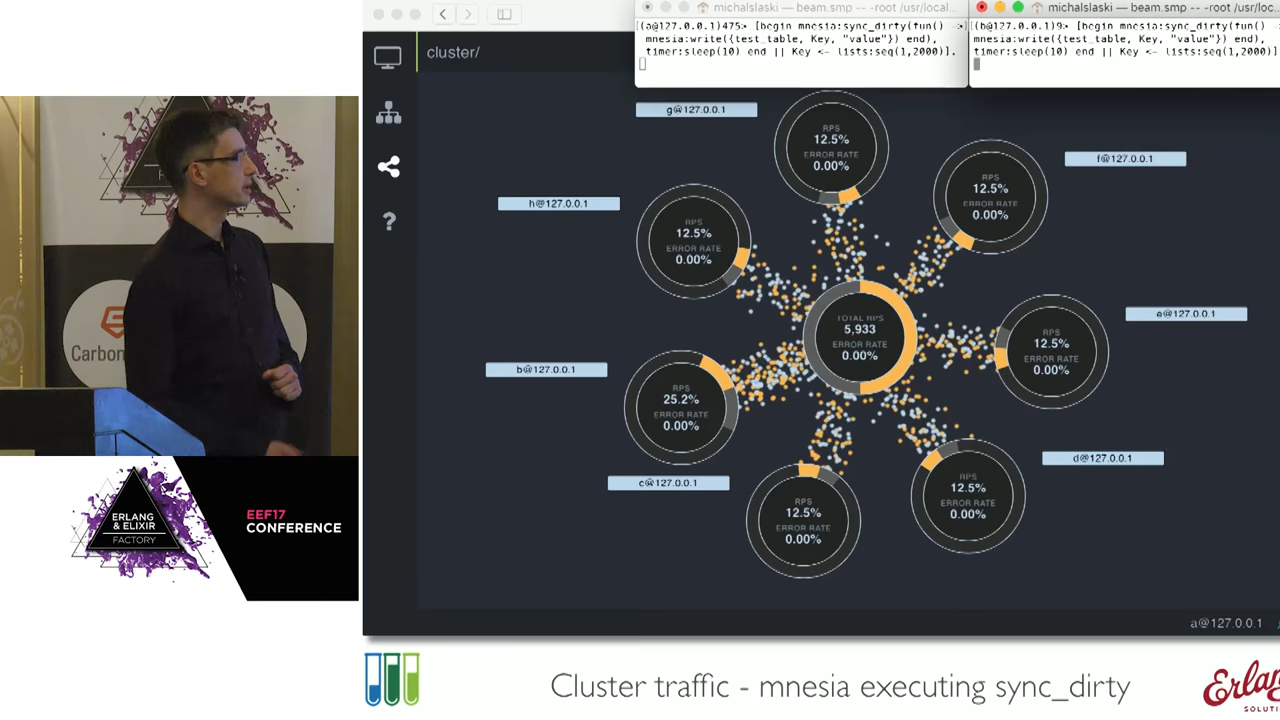 michalslaski — beam.smp -- -root /usr/local...
(a@127.0.0.1)475> [begin mnesia:sync_dirty(fun() ->
mnesia:write({test_table, Key, "value"}) end),
timer:sleep(10) end || Key <- lists:seq(1,2000)].
michalslaski — beam.smp -- -root /usr/loc...
(b@127.0.0.1)9> [begin mnesia:sync_dirty(fun()
mnesia:write({test_table, Key, "value"}) end),
timer:sleep(10) end || Key <- lists:seq(1,2000)]
cluster/
g@127.0.0.1
RPS
12.5%
ERROR RATE
0.00%
f@127.0.0.1
RPS
12.5%
ERROR RATE
0.00%
h@127.0.0.1
RPS
12.5%
ERROR RATE
0.00%
TOTAL RPS
5,933
ERROR RATE
0.00%
e@127.0.0.1
RPS
12.5%
ERROR RATE
0.00%
b@127.0.0.1
RPS
25.2%
ERROR RATE
0.00%
c@127.0.0.1
RPS
12.5%
ERROR RATE
0.00%
d@127.0.0.1
RPS
12.5%
ERROR RATE
0.00%
a@127.0.0.1
Carbon
ERLANG
& ELIXIR
FACTORY
EEF17
CONFERENCE
Cluster traffic - mnesia executing sync_dirty
Erlang
SOLUTI